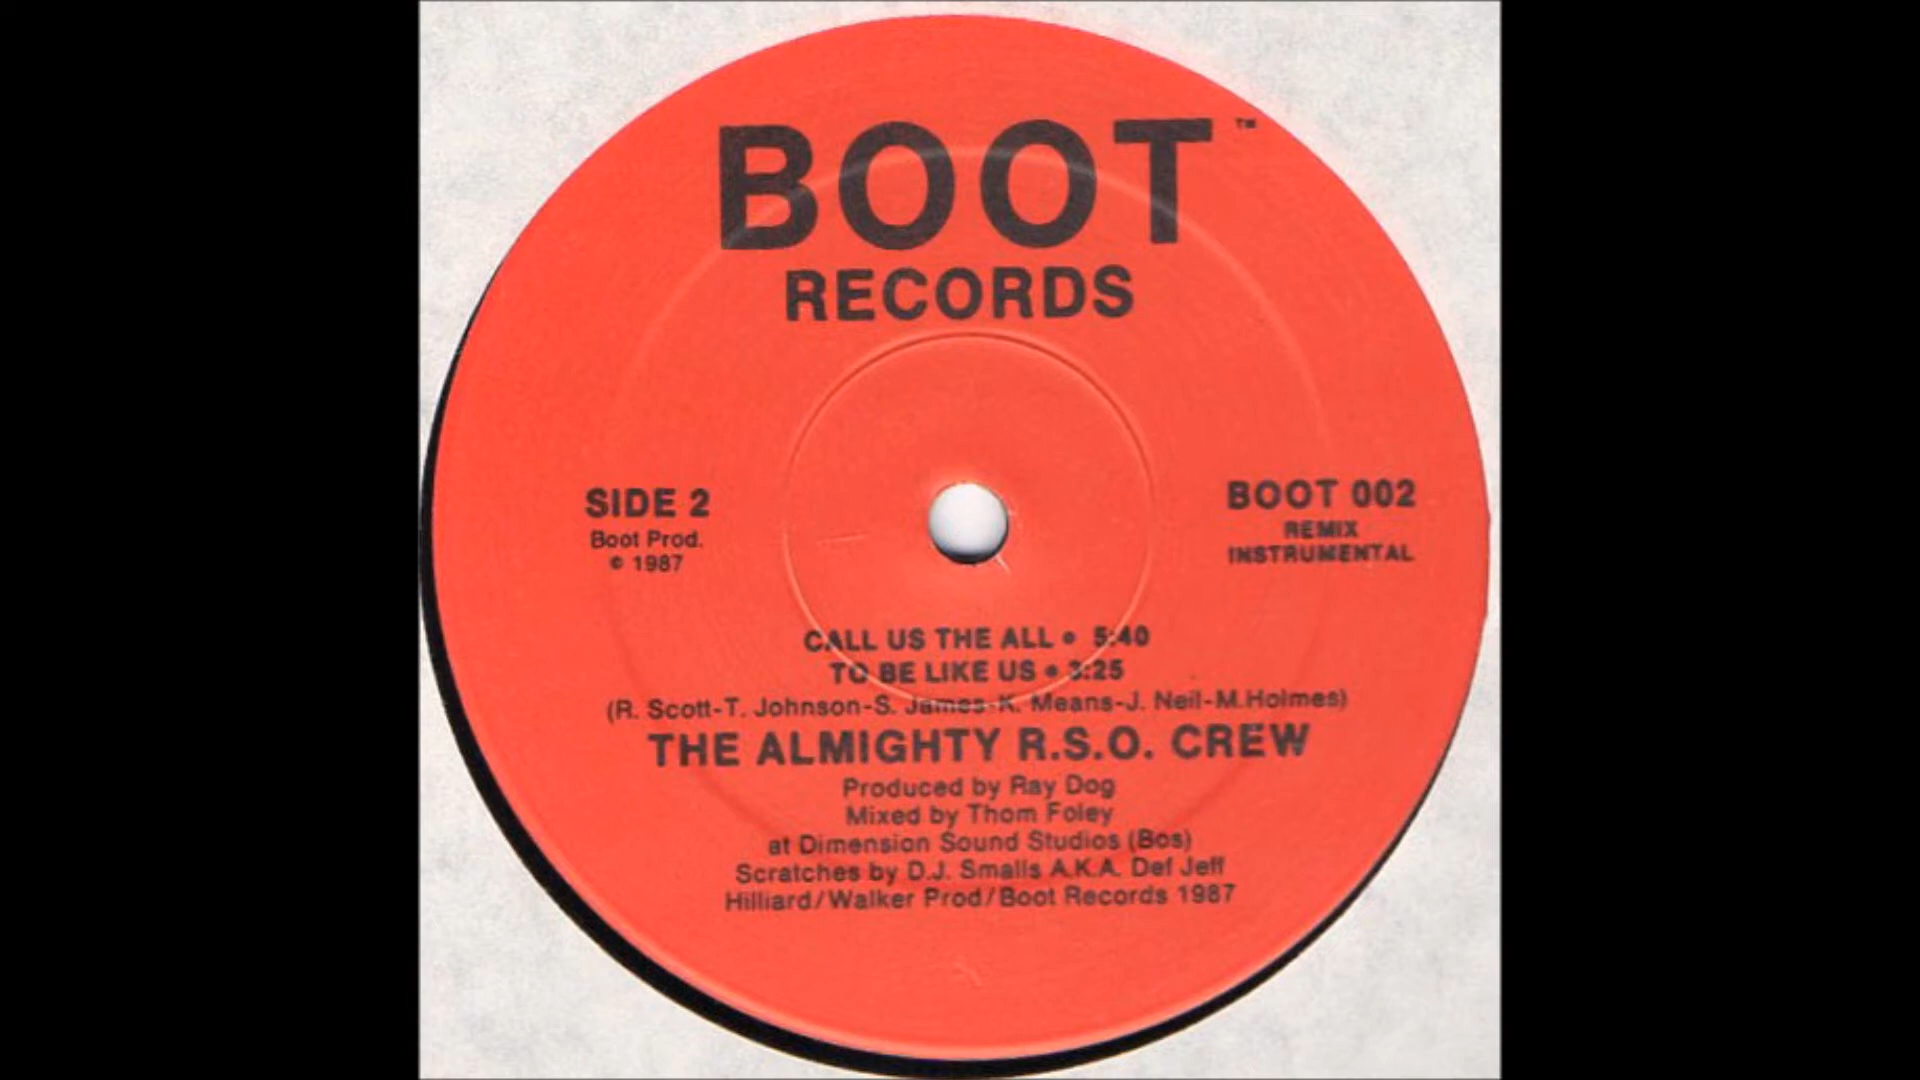 BOOT ™
RECORDS
SIDE 2
Boot Prod.
© 1987
BOOT 002
REMIX
INSTRUMENTAL
CALL US THE ALL • 5:40
TO BE LIKE US • 3:25
(R. Scott-T. Johnson-S. James-K. Means-J. Neil-M.Holmes)
THE ALMIGHTY R.S.O. CREW
Produced by Ray Dog
Mixed by Thom Foley
at Dimension Sound Studios (Bos)
Scratches by D.J. Smalls A.K.A. Def Jeff
Hilliard/Walker Prod/Boot Records 1987